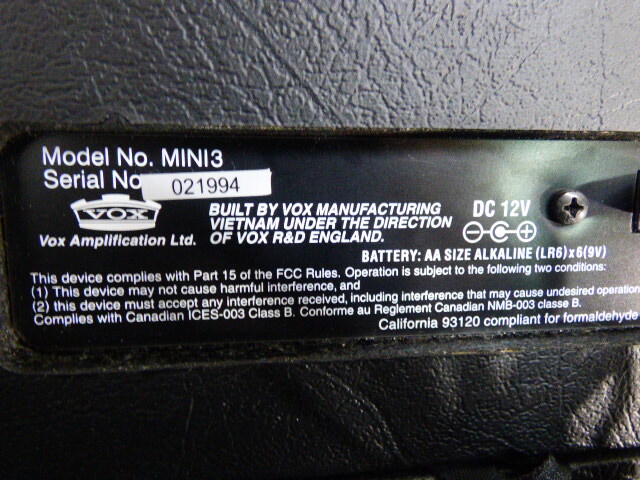 Model No. MINI3
Serial No
021994
VOX
Vox Amplification Ltd.
BUILT BY VOX MANUFACTURING
VIETNAM UNDER THE DIRECTION
OF VOX R&D ENGLAND.
DC 12V
BATTERY: AA SIZE ALKALINE (LR6)x6(9V)
This device complies with Part 15 of the FCC Rules. Operation is subject to the following two conditions:
(1) This device may not cause harmful interference, and
(2) this device must accept any interference received, including interference that may cause undesired operation
Complies with Canadian ICES-003 Class B. Conforme au Reglement Canadien NMB-003 classe B.
California 93120 compliant for formaldehyde